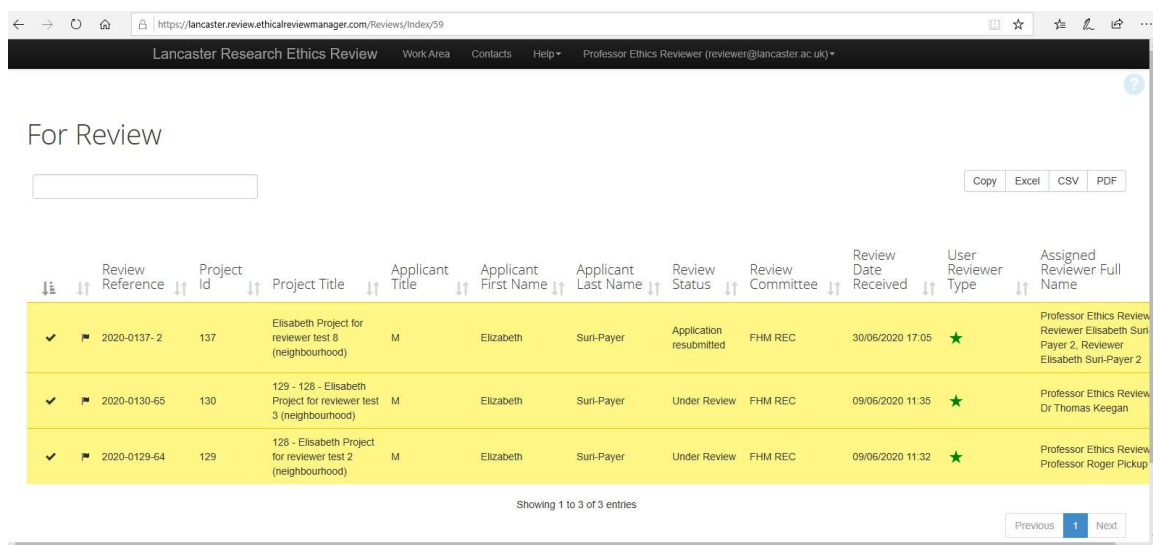 https://lancaster.review.ethicalreviewmanager.com/Reviews/Index/59
Lancaster Research Ethics Review Work Area Contacts Help Professor Ethics Reviewer (reviewer@lancaster.ac.uk)
?
For Review
Copy Excel CSV PDF
Review Reference Project Id Project Title Applicant Title Applicant First Name Applicant Last Name Review Status Review Committee Review Date Received User Reviewer Type Assigned Reviewer Full Name
2020-0137- 2 137 Elisabeth Project for reviewer test 8 (neighbourhood) M Elizabeth Suri-Payer Application resubmitted FHM REC 30/06/2020 17:05 Professor Ethics Review Reviewer Elisabeth Suri-Payer 2, Reviewer Elisabeth Suri-Payer 2
2020-0130-65 130 129 - 128 - Elisabeth Project for reviewer test 3 (neighbourhood) M Elizabeth Suri-Payer Under Review FHM REC 09/06/2020 11:35 Professor Ethics Review Dr Thomas Keegan
2020-0129-64 129 128 - Elisabeth Project for reviewer test 2 (neighbourhood) M Elizabeth Suri-Payer Under Review FHM REC 09/06/2020 11:32 Professor Ethics Review Professor Roger Pickup
Showing 1 to 3 of 3 entries
Previous 1 Next